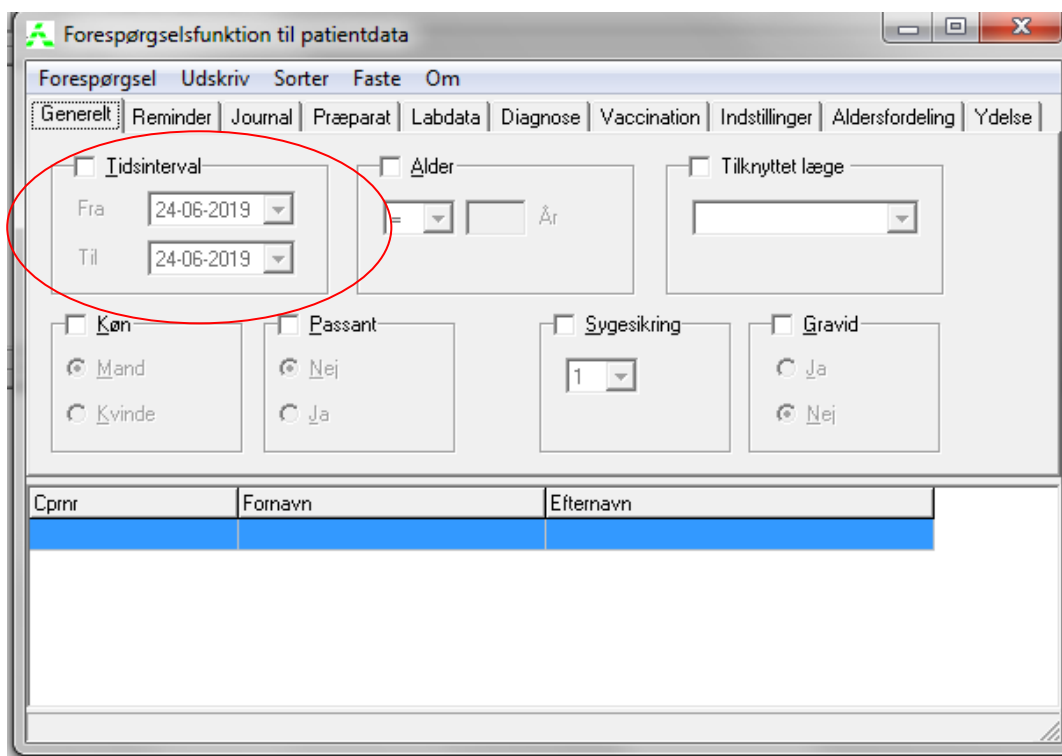 Forespørgselsfunktion til patientdata
Forespørgsel Udskriv Sorter Faste Om
Generelt Reminder Journal Præparat Labdata Diagnose Vaccination Indstillinger Aldersfordeling Ydelse
Tidsinterval Alder Tilknyttet læge
Fra 24-06-2019 = År
Til 24-06-2019
Køn Passant Sygesikring Gravid
Mand Nej 1 Ja
Kvinde Ja Nej
Cprnr Fornavn Efternavn